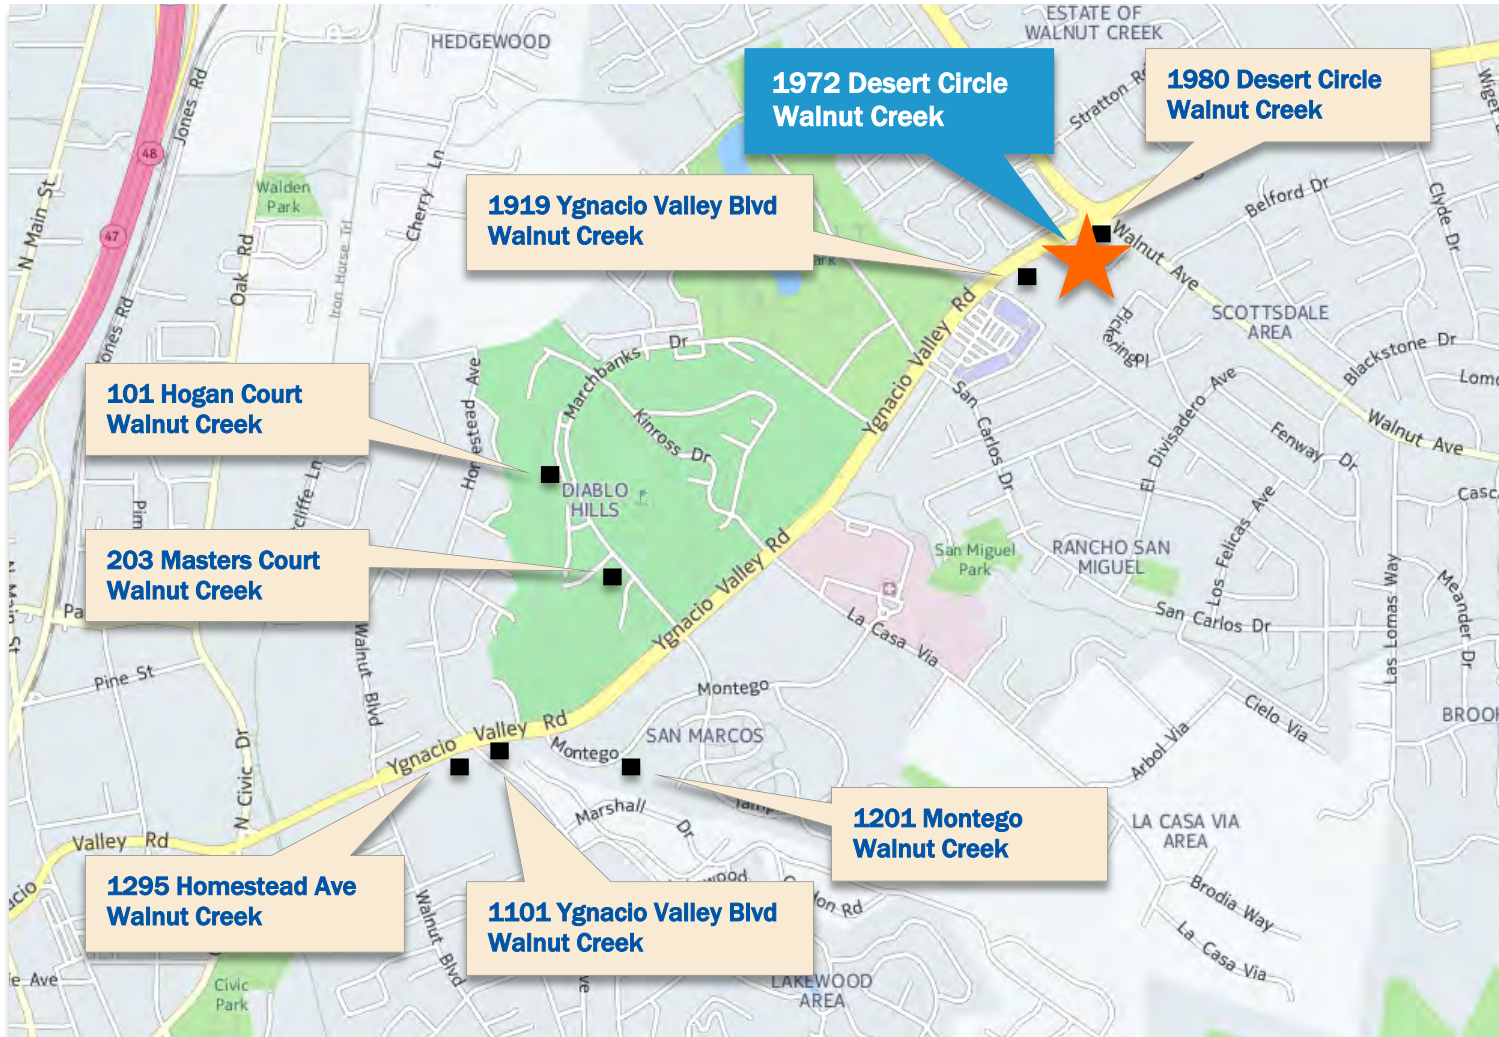 ESTATE OF
WALNUT CREEK
HEDGEWOOD
1972 Desert Circle
Walnut Creek
1980 Desert Circle
Walnut Creek
Stratton Rd
Jones Rd
48
N Main St
47
Walden
Park
Cherry Ln
Oak Rd
Iron Horse Trl
1919 Ygnacio Valley Blvd
Walnut Creek
Belford Dr
Clyde Dr
Walnut Ave
SCOTTSDALE
AREA
Pickering Pl
Blackstone Dr
Ygnacio Valley Rd
Marchbanks Dr
Kinross Dr
Homestead Ave
101 Hogan Court
Walnut Creek
San Carlos Dr
El Divisadero Ave
Fenway Dr
Walnut Ave
DIABLO
HILLS
203 Masters Court
Walnut Creek
Ygnacio Valley Rd
San Miguel
Park
RANCHO SAN
MIGUEL
Los Felicas Ave
San Carlos Dr
Las Lomas Way
Meander Dr
La Casa Via
Pine St
Walnut Blvd
Montego
SAN MARCOS
Ygnacio Valley Rd
Montego
Arbol Via
Cielo Via
N Civic Dr
Valley Rd
Marshall Dr
1201 Montego
Walnut Creek
LA CASA VIA
AREA
1295 Homestead Ave
Walnut Creek
1101 Ygnacio Valley Blvd
Walnut Creek
Walnut Blvd
Brodia Way
La Casa Via
Civic
Park
LAKEWOOD
AREA